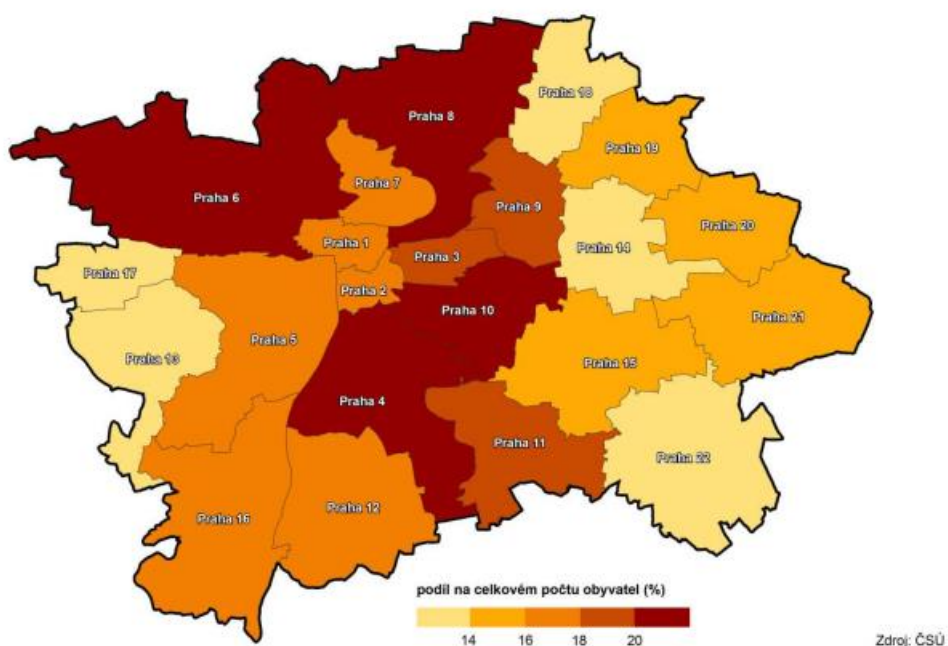 Praha 18
Praha 8
Praha 19
Praha 7
Praha 6
Praha 9
Praha 20
Praha 1
Praha 14
Praha 3
Praha 17
Praha 2
Praha 10
Praha 21
Praha 5
Praha 13
Praha 15
Praha 4
Praha 11
Praha 22
Praha 12
Praha 16
podíl na celkovém počtu obyvatel (%)
14 16 18 20
Zdroj: ČSÚ